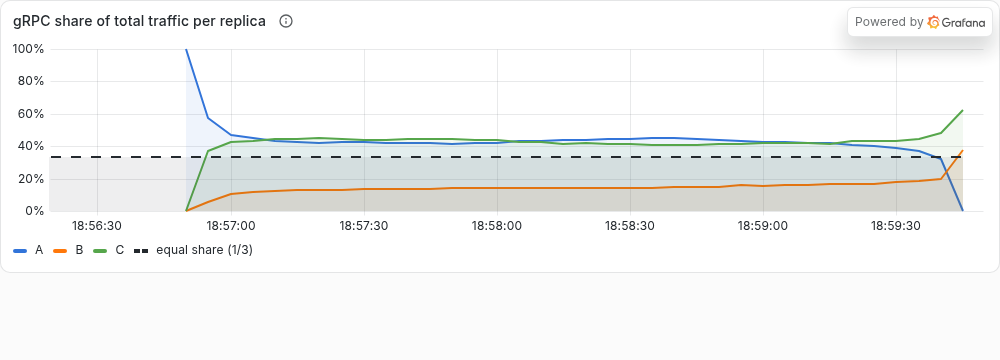 gRPC share of total traffic per replica
Powered by Grafana
100%
80%
60%
40%
20%
0%
18:56:30 18:57:00 18:57:30 18:58:00 18:58:30 18:59:00 18:59:30
A B C equal share (1/3)